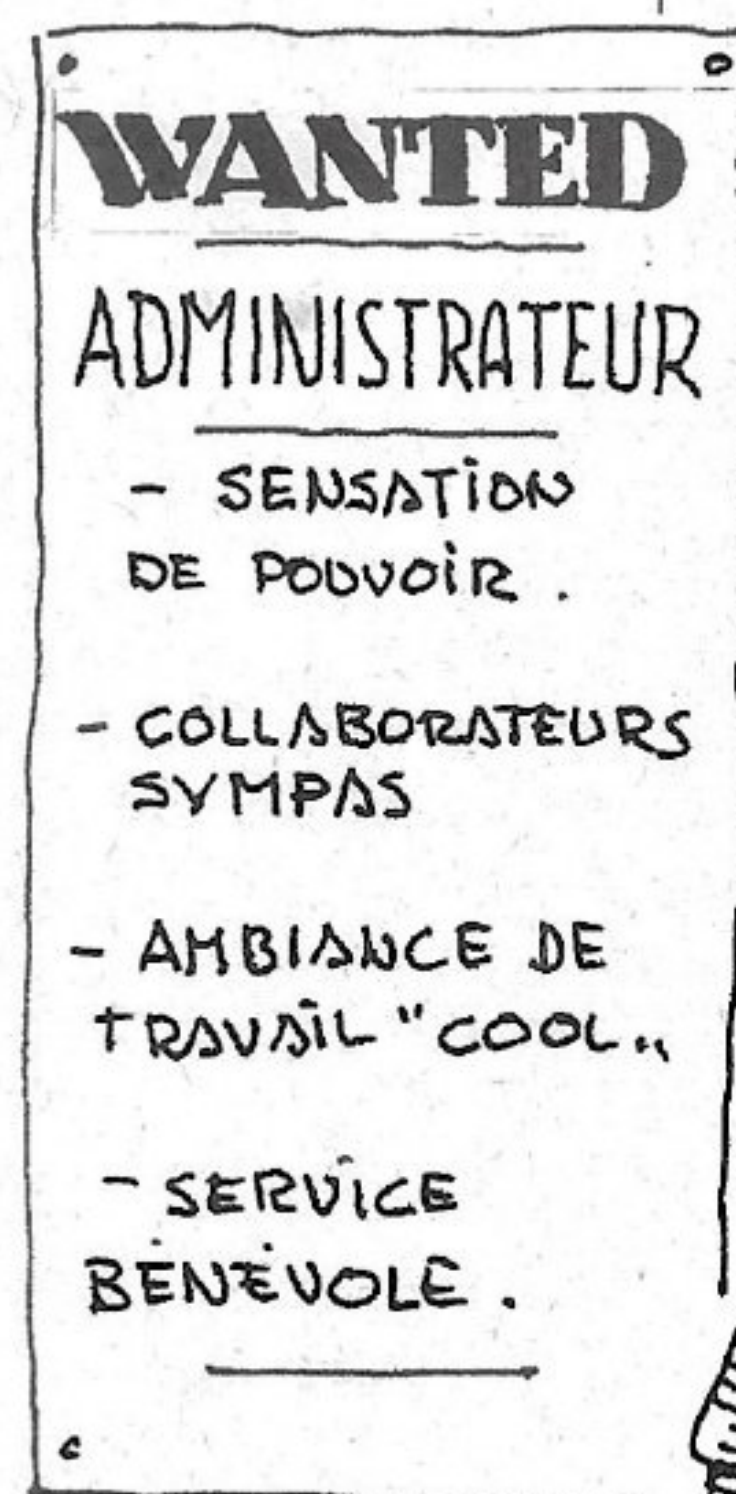 WANTED
ADMINISTRATEUR
- SENSATION
DE POUVOIR.
- COLLABORATEURS
SYMPAS
- AMBIANCE DE
TRAVAIL "COOL„
- SERVICE
BÉNÉVOLE.